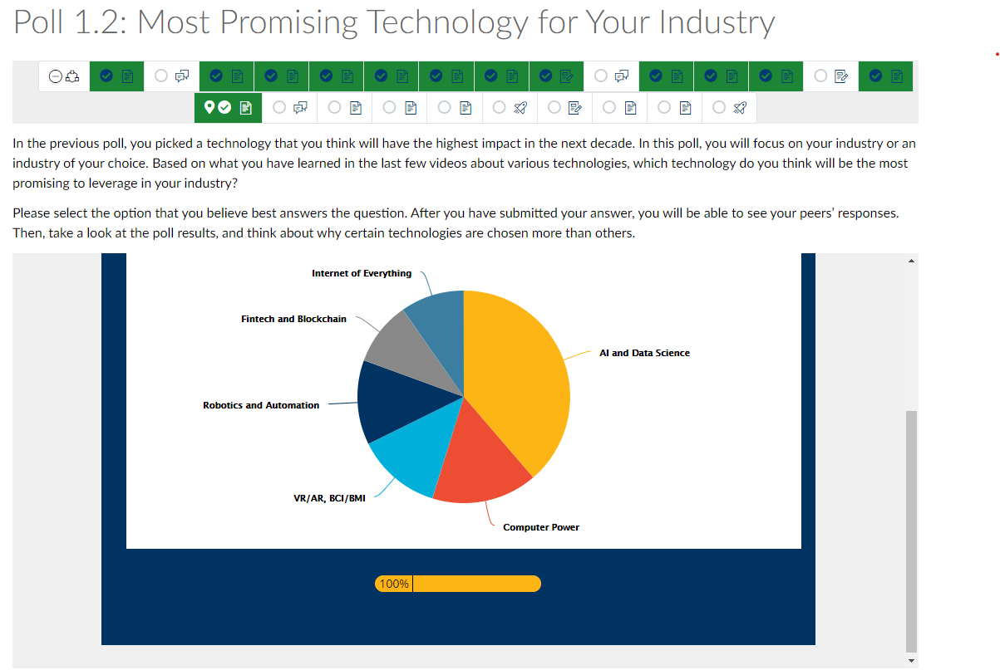 Poll 1.2: Most Promising Technology for Your Industry
In the previous poll, you picked a technology that you think will have the highest impact in the next decade. In this poll, you will focus on your industry or an
industry of your choice. Based on what you have learned in the last few videos about various technologies, which technology do you think will be the most
promising to leverage in your industry?
Please select the option that you believe best answers the question. After you have submitted your answer, you will be able to see your peers’ responses.
Then, take a look at the poll results, and think about why certain technologies are chosen more than others.
Internet of Everything
Fintech and Blockchain
AI and Data Science
Robotics and Automation
VR/AR, BCI/BMI
Computer Power
100%